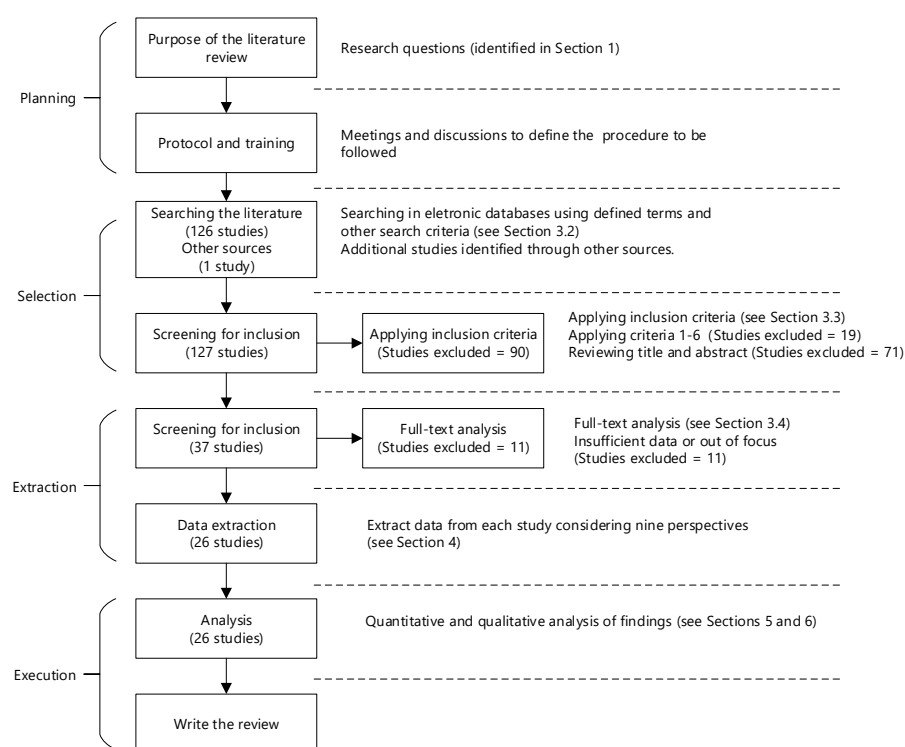 Purpose of the literature
review
Research questions (identified in Section 1)
Planning
Protocol and training
Meetings and discussions to define the procedure to be
followed
Searching the literature
(126 studies)
Other sources
(1 study)
Searching in eletronic databases using defined terms and
other search criteria (see Section 3.2)
Additional studies identified through other sources.
Selection
Screening for inclusion
(127 studies)
Applying inclusion criteria
(Studies excluded = 90)
Applying inclusion criteria (see Section 3.3)
Applying criteria 1-6 (Studies excluded = 19)
Reviewing title and abstract (Studies excluded = 71)
Screening for inclusion
(37 studies)
Full-text analysis
(Studies excluded = 11)
Full-text analysis (see Section 3.4)
Insufficient data or out of focus
(Studies excluded = 11)
Extraction
Data extraction
(26 studies)
Extract data from each study considering nine perspectives
(see Section 4)
Analysis
(26 studies)
Quantitative and qualitative analysis of findings (see Sections 5 and 6)
Execution
Write the review